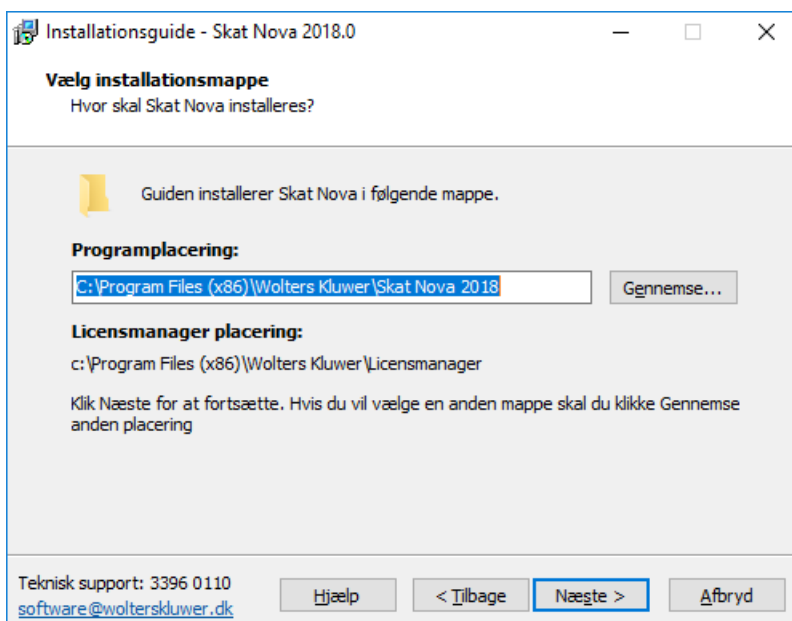 Installationsguide - Skat Nova 2018.0
Vælg installationsmappe
Hvor skal Skat Nova installeres?
Guiden installerer Skat Nova i følgende mappe.
Programplacering:
C:\Program Files (x86)\Wolters Kluwer\Skat Nova 2018
Gennemse...
Licensmanager placering:
c:\Program Files (x86)\Wolters Kluwer\Licensmanager
Klik Næste for at fortsætte. Hvis du vil vælge en anden mappe skal du klikke Gennemse
anden placering
Teknisk support: 3396 0110
software@wolterskluwer.dk
Hjælp
< Tilbage
Næste >
Afbryd